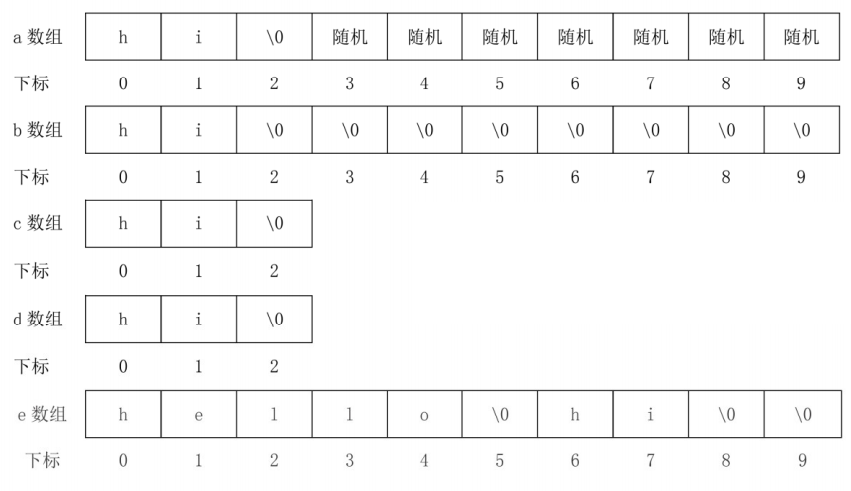 a 数组 h i \0 随机 随机 随机 随机 随机 随机 随机
下标 0 1 2 3 4 5 6 7 8 9
b 数组 h i \0 \0 \0 \0 \0 \0 \0 \0
下标 0 1 2 3 4 5 6 7 8 9
c 数组 h i \0
下标 0 1 2
d 数组 h i \0
下标 0 1 2
e 数组 h e l l o \0 h i \0 \0
下标 0 1 2 3 4 5 6 7 8 9